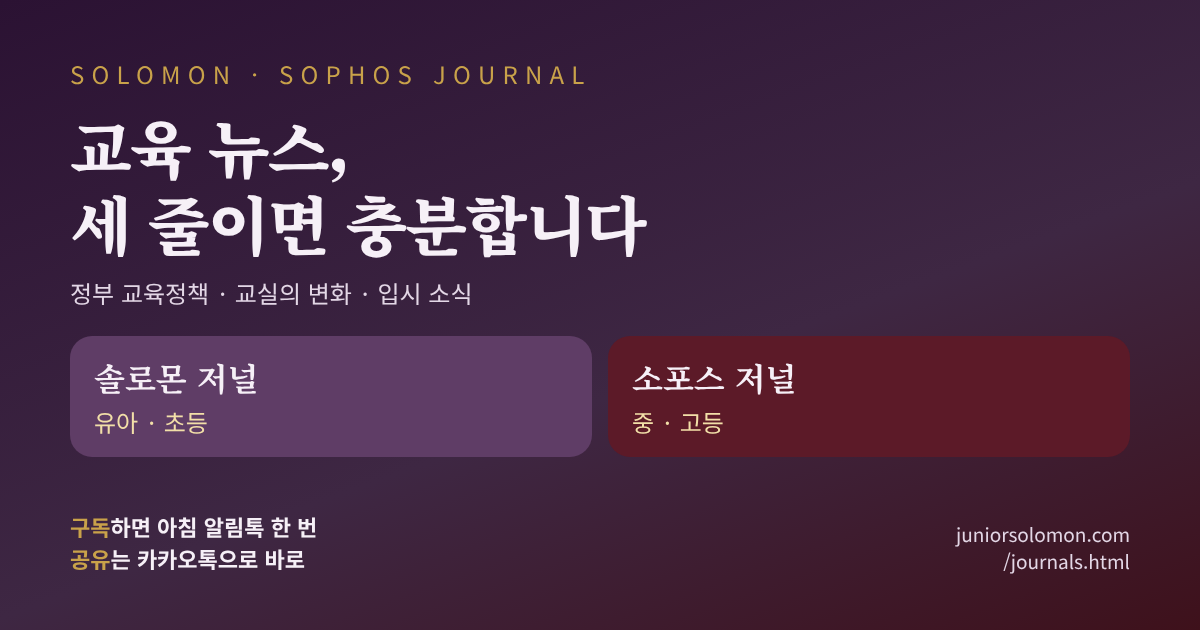 SOLOMON · SOPHOS JOURNAL
교육 뉴스,
세 줄이면 충분합니다
정부 교육정책 · 교실의 변화 · 입시 소식
솔로몬 저널
유아 · 초등
소포스 저널
중 · 고등
구독하면 아침 알림톡 한 번
공유는 카카오톡으로 바로
juniorsolomon.com
/journals.html